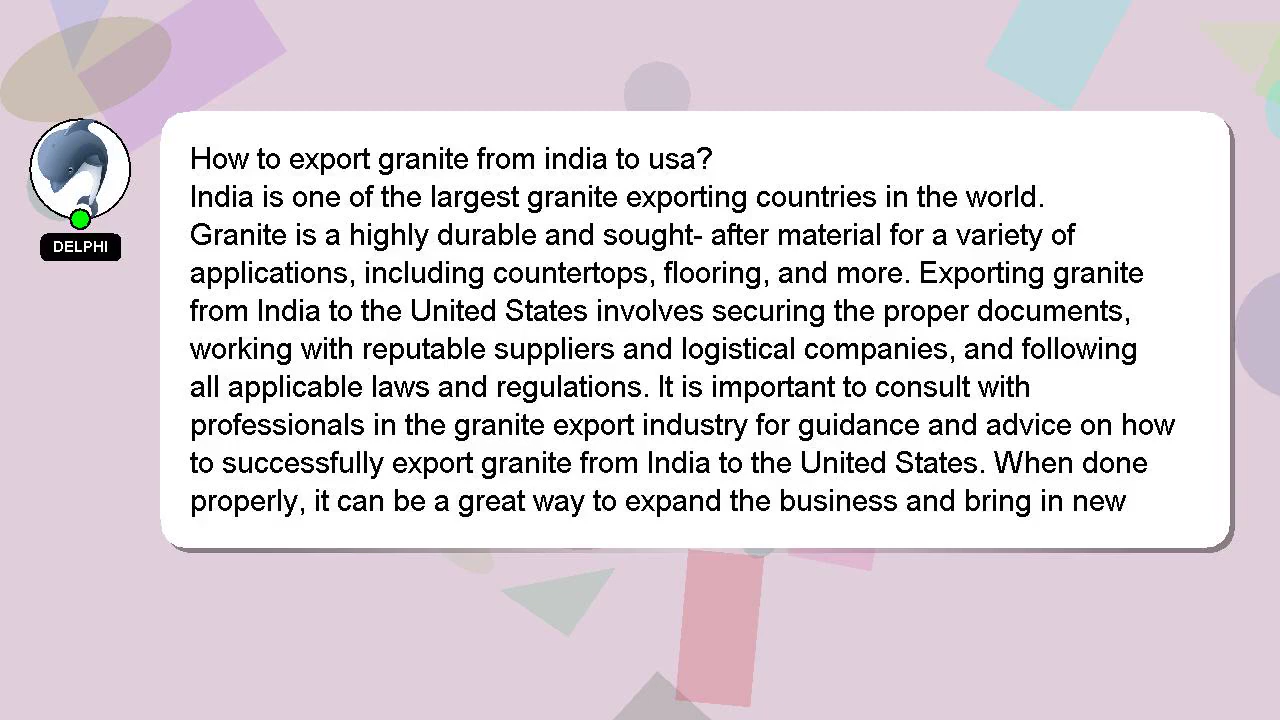 How to export granite from india to usa?
India is one of the largest granite exporting countries in the world.
Granite is a highly durable and sought- after material for a variety of
applications, including countertops, flooring, and more. Exporting granite
from India to the United States involves securing the proper documents,
working with reputable suppliers and logistical companies, and following
all applicable laws and regulations. It is important to consult with
professionals in the granite export industry for guidance and advice on how
to successfully export granite from India to the United States. When done
properly, it can be a great way to expand the business and bring in new
DELPHI